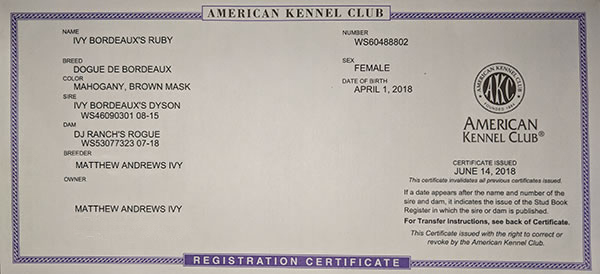 AMERICAN KENNEL CLUB
NAME
IVY BORDEAUX'S RUBY
BREED
DOGUE DE BORDEAUX
COLOR
MAHOGANY, BROWN MASK
SIRE
IVY BORDEAUX'S DYSON
WS46090301 08-15
DAM
DJ RANCH'S ROGUE
WS53077323 07-18
BREEDER
MATTHEW ANDREWS IVY
OWNER
MATTHEW ANDREWS IVY
NUMBER
WS60488802
SEX
FEMALE
DATE OF BIRTH
APRIL 1, 2018
AMERICAN KENNEL CLUB
AKC
FOUNDED 1884
AMERICAN
KENNEL CLUB®
CERTIFICATE ISSUED
JUNE 14, 2018
This certificate invalidates all previous certificates issued.
If a date appears after the name and number of the
sire and dam, it indicates the issue of the Stud Book
Register in which the sire or dam is published.
For Transfer Instructions, see back of Certificate.
This Certificate issued with the right to correct or
revoke by the American Kennel Club.
REGISTRATION CERTIFICATE